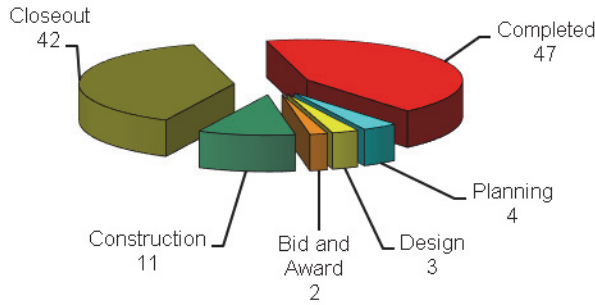 Closeout
42
Completed
47
Planning
4
Design
3
Bid and
Award
2
Construction
11